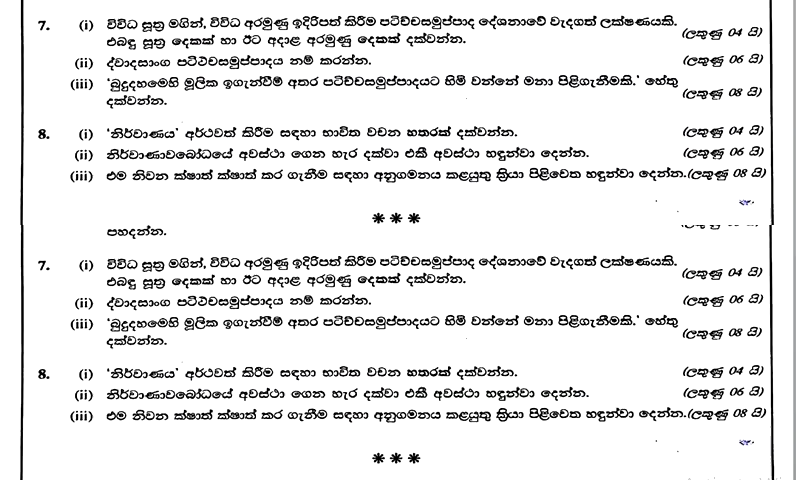 7. (i) විවිධ සූත්‍ර මගින්, විවිධ අරමුණු ඉදිරිපත් කිරීම පටිච්චසමුප්පාද දේශනාවේ වැදගත් ලක්ෂණයකි.
එබඳු සූත්‍ර දෙකක් හා ඊට අදාළ අරමුණු දෙකක් දක්වන්න. (ලකුණු 04 යි)
(ii) ද්වාදසාංග පටිච්චසමුප්පාදය නම් කරන්න. (ලකුණු 06 යි)
(iii) 'බුදුදහමෙහි මූලික ඉගැන්වීම් අතර පටිච්චසමුප්පාදයට හිමි වන්නේ මනා පිළිගැනීමකි.' හේතු
දක්වන්න. (ලකුණු 08 යි)
8. (i) 'නිර්වාණය' අර්ථවත් කිරීම සඳහා භාවිත වචන හතරක් දක්වන්න. (ලකුණු 04 යි)
(ii) නිර්වාණාවබෝධයේ අවස්ථා ගෙන හැර දක්වා එකී අවස්ථා හඳුන්වා දෙන්න. (ලකුණු 06 යි)
(iii) එම නිවන ක්ෂාත් ක්ෂාත් කර ගැනීම සඳහා අනුගමනය කළයුතු ක්‍රියා පිළිවෙත හඳුන්වා දෙන්න. (ලකුණු 08 යි)
***
පහදන්න.
7. (i) විවිධ සූත්‍ර මගින්, විවිධ අරමුණු ඉදිරිපත් කිරීම පටිච්චසමුප්පාද දේශනාවේ වැදගත් ලක්ෂණයකි.
එබඳු සූත්‍ර දෙකක් හා ඊට අදාළ අරමුණු දෙකක් දක්වන්න. (ලකුණු 04 යි)
(ii) ද්වාදසාංග පටිච්චසමුප්පාදය නම් කරන්න. (ලකුණු 06 යි)
(iii) 'බුදුදහමෙහි මූලික ඉගැන්වීම් අතර පටිච්චසමුප්පාදයට හිමි වන්නේ මනා පිළිගැනීමකි.' හේතු
දක්වන්න. (ලකුණු 08 යි)
8. (i) 'නිර්වාණය' අර්ථවත් කිරීම සඳහා භාවිත වචන හතරක් දක්වන්න. (ලකුණු 04 යි)
(ii) නිර්වාණාවබෝධයේ අවස්ථා ගෙන හැර දක්වා එකී අවස්ථා හඳුන්වා දෙන්න. (ලකුණු 06 යි)
(iii) එම නිවන ක්ෂාත් ක්ෂාත් කර ගැනීම සඳහා අනුගමනය කළයුතු ක්‍රියා පිළිවෙත හඳුන්වා දෙන්න. (ලකුණු 08 යි)
***